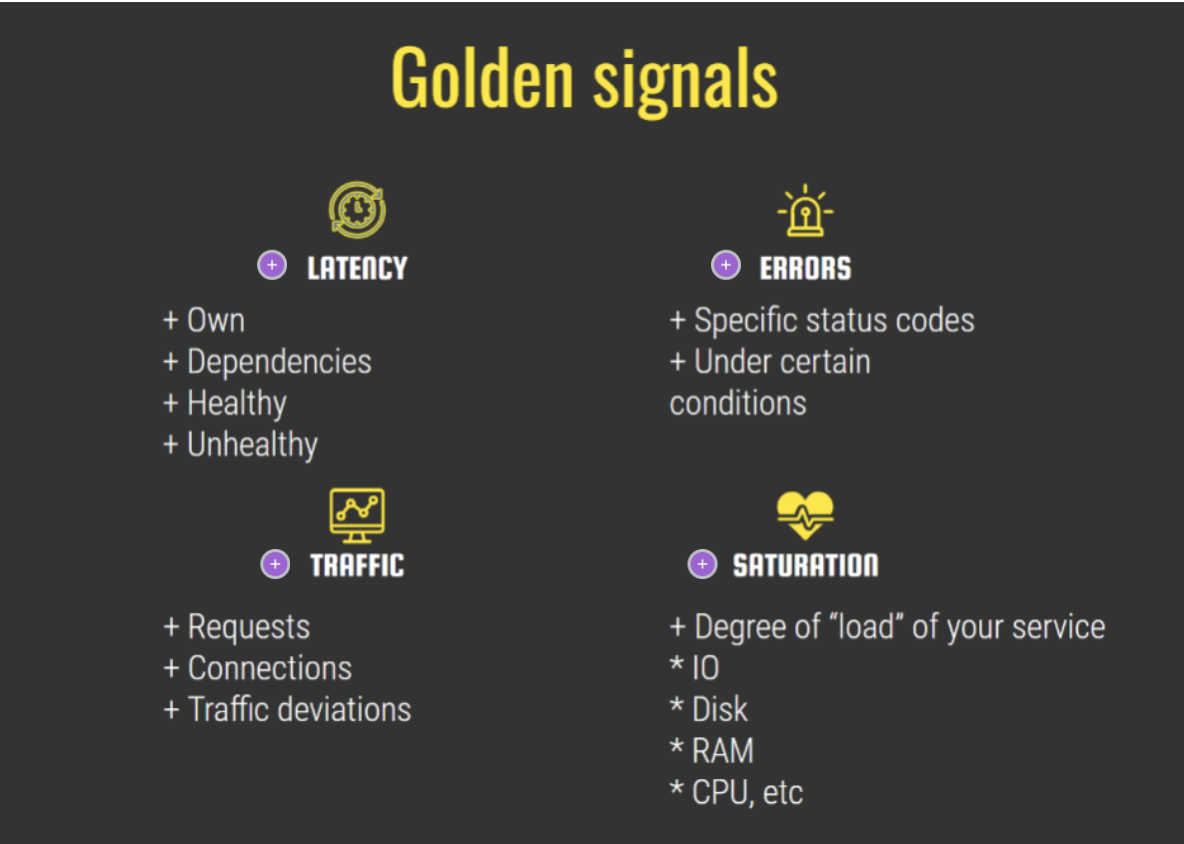 Golden signals
LATENCY
+ Own
+ Dependencies
+ Healthy
+ Unhealthy
ERRORS
+ Specific status codes
+ Under certain
conditions
TRAFFIC
+ Requests
+ Connections
+ Traffic deviations
SATURATION
+ Degree of “load” of your service
* IO
* Disk
* RAM
* CPU, etc